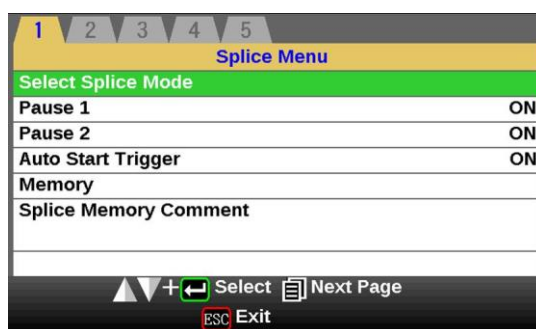 1 2 3 4 5
Splice Menu
Select Splice Mode
Pause 1 ON
Pause 2 ON
Auto Start Trigger ON
Memory
Splice Memory Comment
+ Select Next Page
ESC Exit